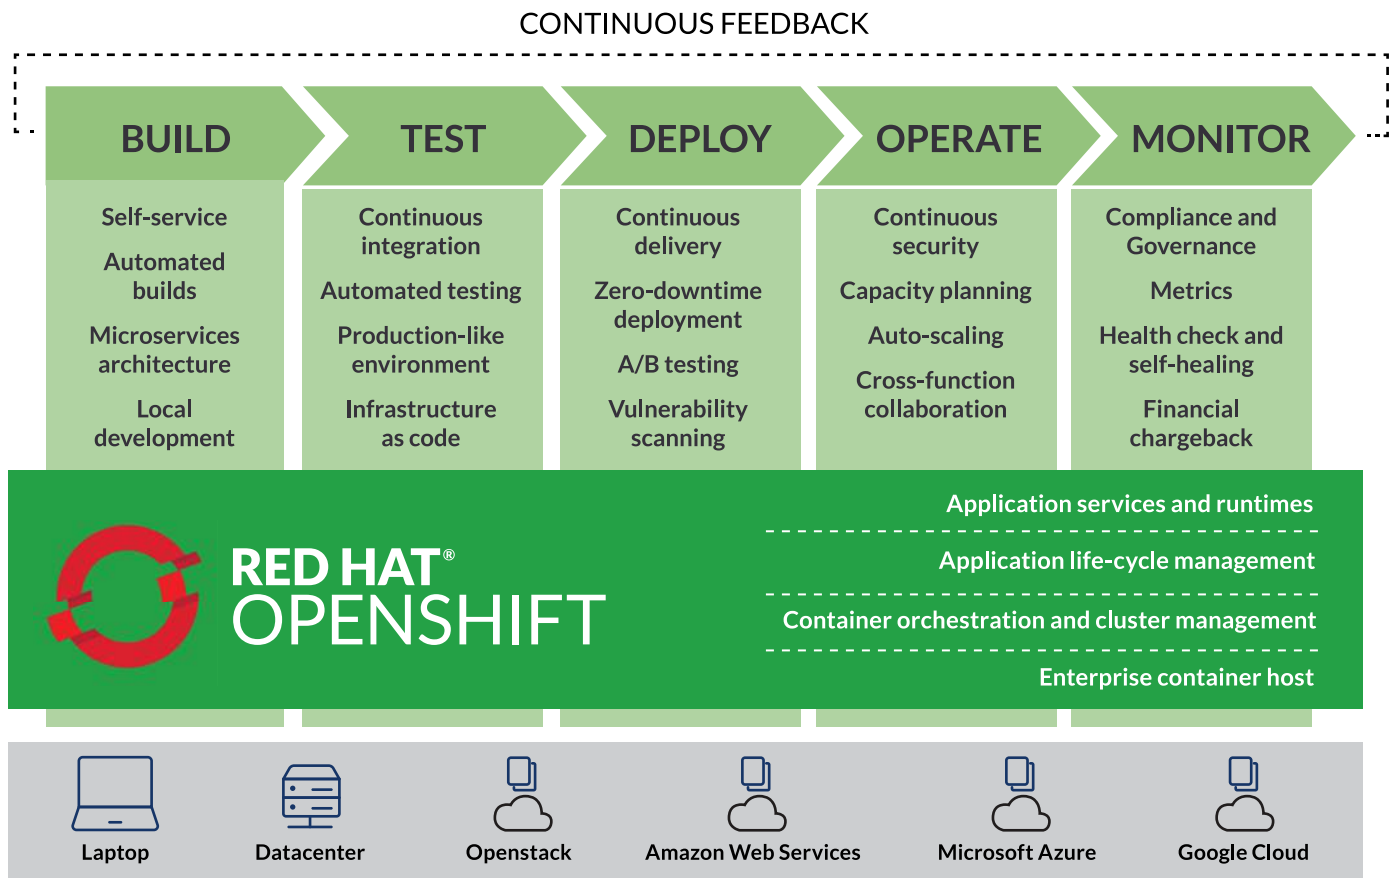 CONTINUOUS FEEDBACK
BUILD
TEST
DEPLOY
OPERATE
MONITOR
Self-service
Automated
builds
Microservices
architecture
Local
development
Continuous
integration
Automated testing
Production-like
environment
Infrastructure
as code
Continuous
delivery
Zero-downtime
deployment
A/B testing
Vulnerability
scanning
Continuous
security
Capacity planning
Auto-scaling
Cross-function
collaboration
Compliance and
Governance
Metrics
Health check and
self-healing
Financial
chargeback
RED HAT®
OPENSHIFT
Application services and runtimes
Application life-cycle management
Container orchestration and cluster management
Enterprise container host
Laptop
Datacenter
Openstack
Amazon Web Services
Microsoft Azure
Google Cloud